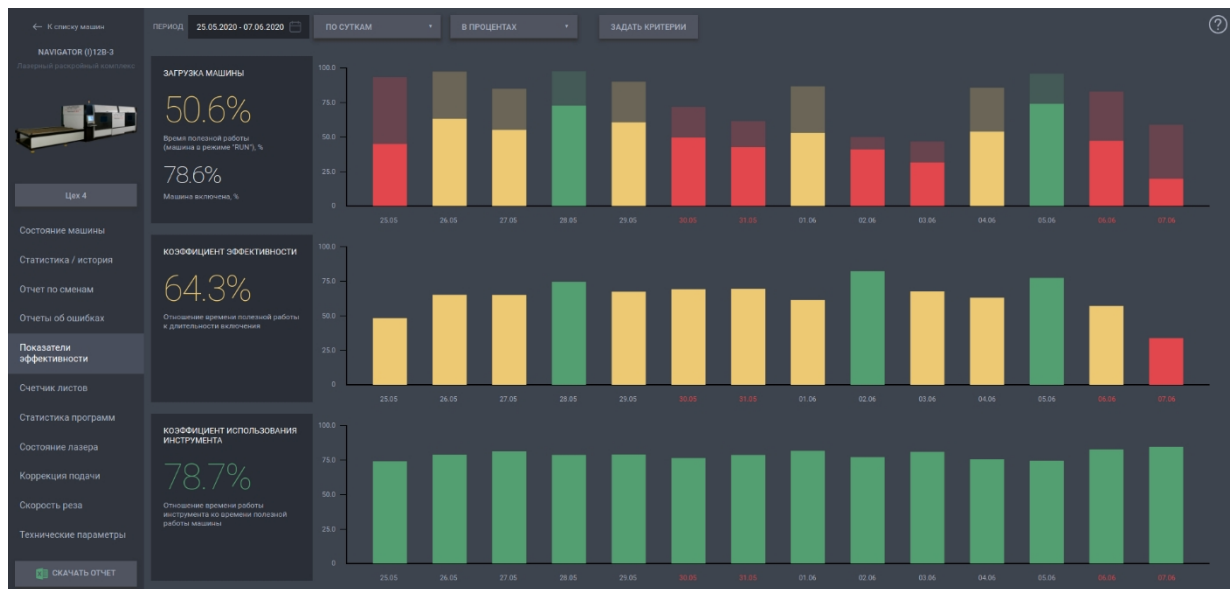 ← К списку машин
NAVIGATOR (I)12В-3
Лазерный раскройный комплекс
Цех 4
Состояние машины
Статистика / история
Отчет по сменам
Отчеты об ошибках
Показатели
эффективности
Счетчик листов
Статистика программ
Состояние лазера
Коррекция подачи
Скорость реза
Технические параметры
СКАЧАТЬ ОТЧЕТ
ПЕРИОД 25.05.2020 - 07.06.2020 ПО СУТКАМ В ПРОЦЕНТАХ ЗАДАТЬ КРИТЕРИИ ?
ЗАГРУЗКА МАШИНЫ
50.6%
Время полезной работы
(машина в режиме "RUN"), %
78.6%
Машина включена, %
100.0
75.0
50.0
25.0
0
25.05 26.05 27.05 28.05 29.05 30.05 31.05 01.06 02.06 03.06 04.06 05.06 06.06 07.06
КОЭФФИЦИЕНТ ЭФФЕКТИВНОСТИ
64.3%
Отношение времени полезной работы
к длительности включения
100.0
75.0
50.0
25.0
0
25.05 26.05 27.05 28.05 29.05 30.05 31.05 01.06 02.06 03.06 04.06 05.06 06.06 07.06
КОЭФФИЦИЕНТ ИСПОЛЬЗОВАНИЯ
ИНСТРУМЕНТА
78.7%
Отношение времени работы
инструмента ко времени полезной
работы машины
100.0
75.0
50.0
25.0
0
25.05 26.05 27.05 28.05 29.05 30.05 31.05 01.06 02.06 03.06 04.06 05.06 06.06 07.06